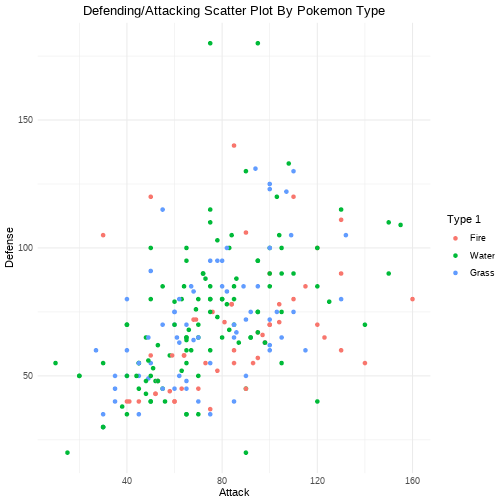 Defending/Attacking Scatter Plot By Pokemon Type
150
100
50
Defense
40
80
120
160
Attack
Type 1
Fire
Water
Grass